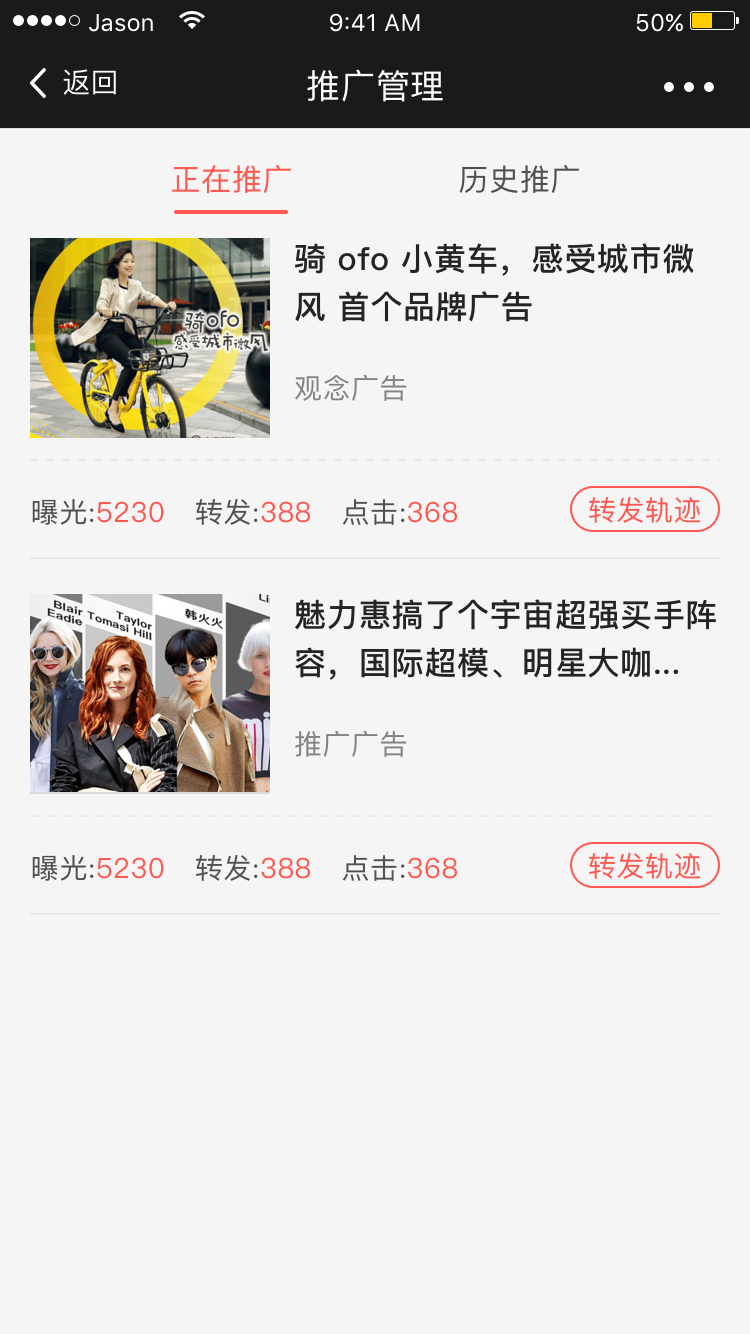 Jason 9:41 AM 50%
返回 推广管理
正在推广 历史推广
骑 ofo 小黄车，感受城市微
风 首个品牌广告
骑ofo
感受城市微风
观念广告
曝光:5230 转发:388 点击:368 转发轨迹
魅力惠搞了个宇宙超强买手阵
容，国际超模、明星大咖...
Blair
Eadie
Taylor
Tomasi Hill
韩火火
Li
推广广告
曝光:5230 转发:388 点击:368 转发轨迹